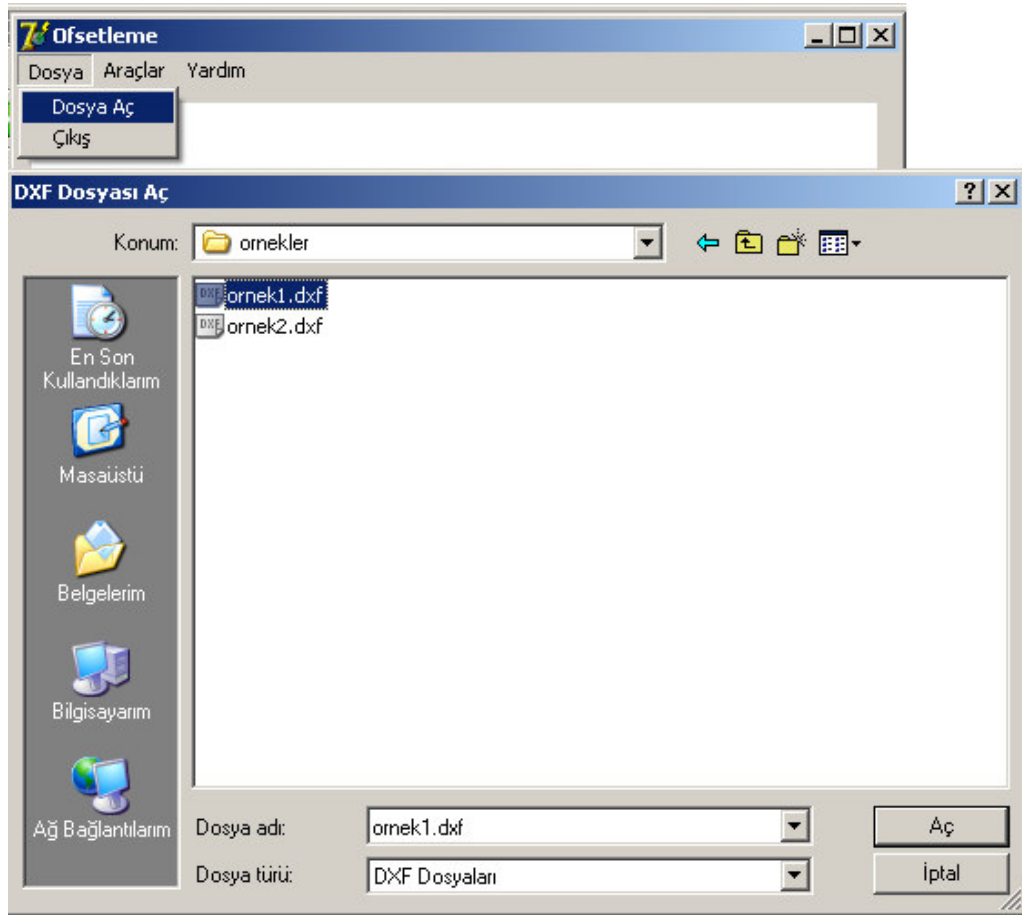 Ofsetleme
Dosya Araçlar Yardım
Dosya Aç
Çıkış
DXF Dosyası Aç
Konum: ornekler
ornek1.dxf
ornek2.dxf
En Son
Kullandıklarım
Masaüstü
Belgelerim
Bilgisayarım
Ağ Bağlantılarım
Dosya adı: ornek1.dxf Aç
Dosya türü: DXF Dosyaları İptal